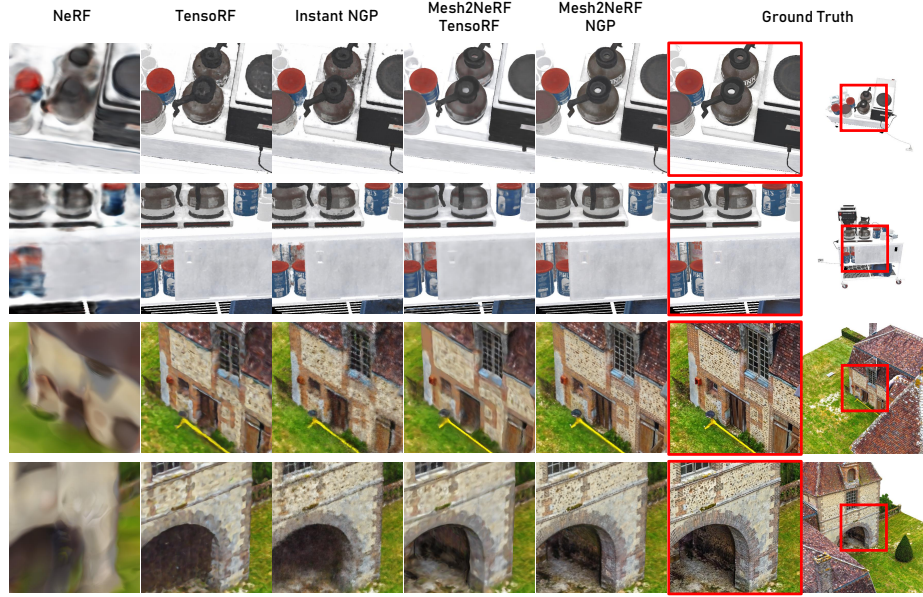 NeRF
TensoRF
Instant NGP
Mesh2NeRF
TensoRF
Mesh2NeRF
NGP
Ground Truth